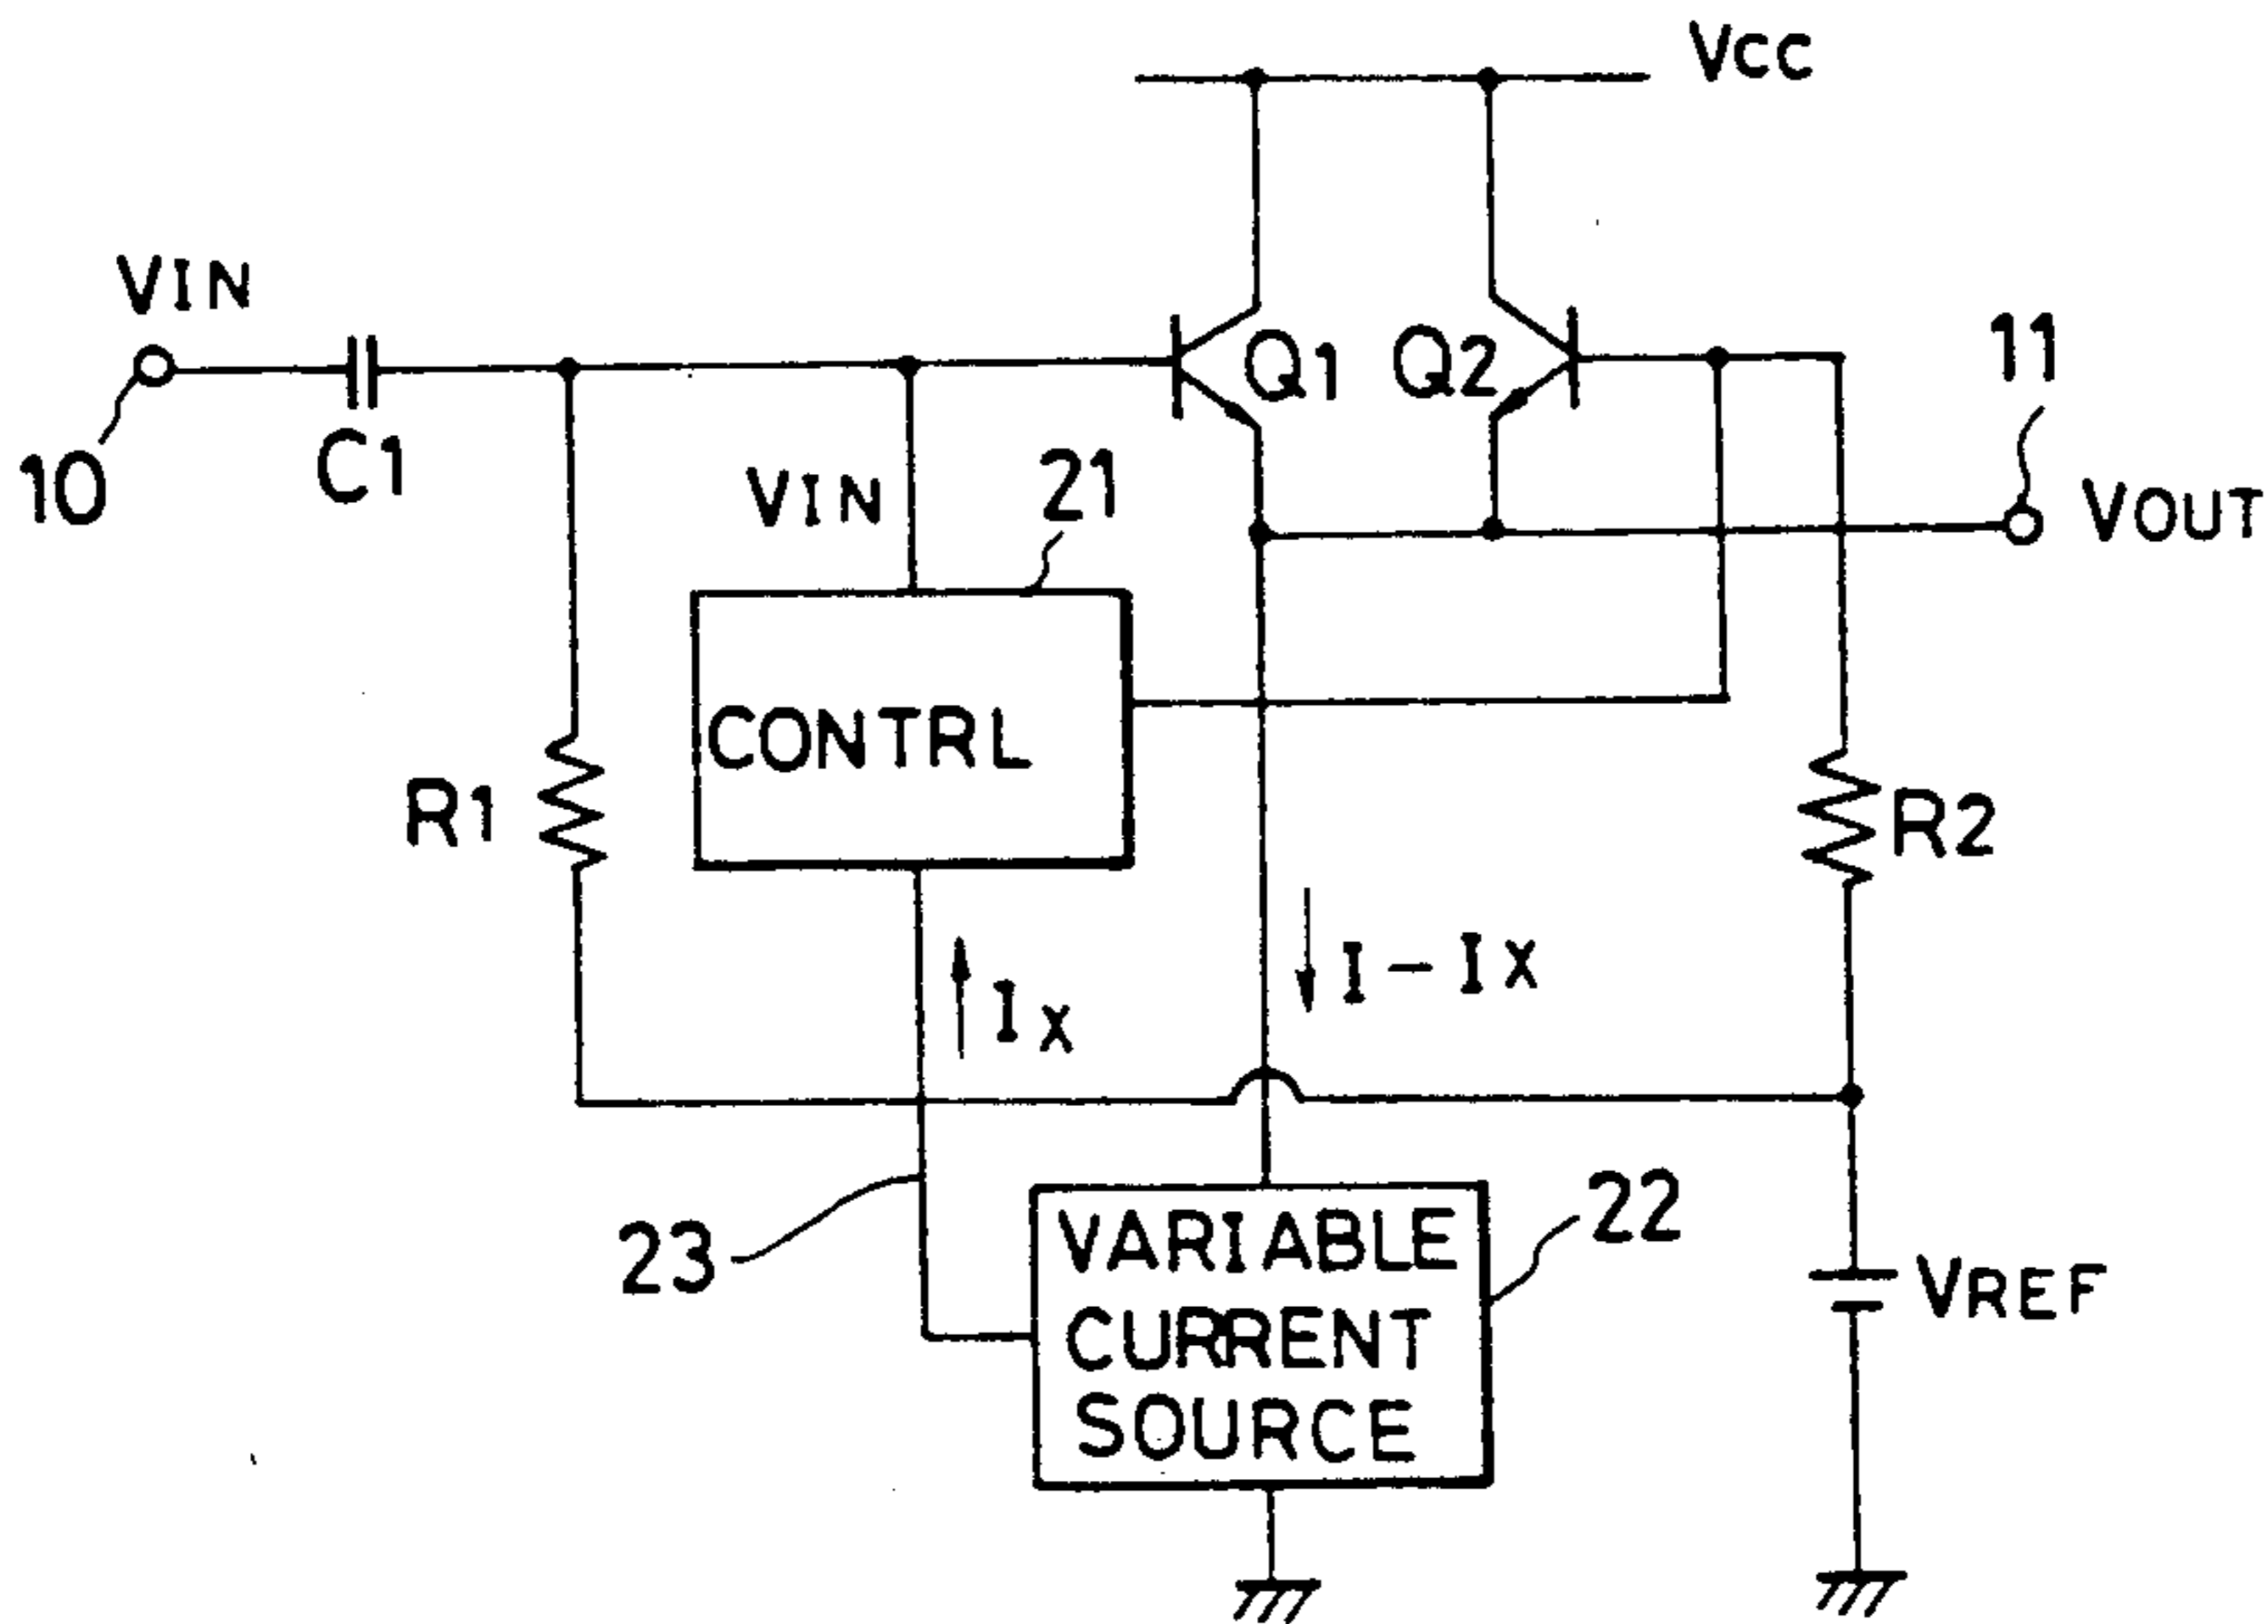 VCC
VIN
10
C1
Q1
Q2
11
VOUT
VIN
21
CONTRL
R1
R2
IX
I-IX
23
VARIABLE
CURRENT
SOURCE
22
VREF